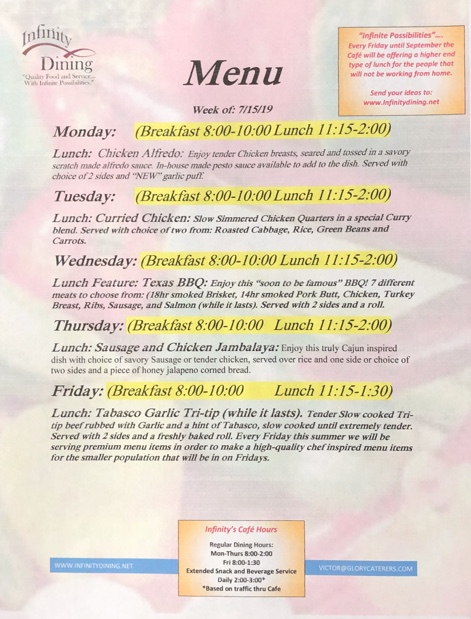 Infinity
Dining
"Quality Food and Service...
With Infinite Possibilities."
Menu
Week of: 7/15/19
"Infinite Possibilities"....
Every Friday until September the
Café will be offering a higher end
type of lunch for the people that
will not be working from home.
Send your ideas to:
www.Infinitydining.net
Monday: (Breakfast 8:00-10:00 Lunch 11:15-2:00)
Lunch: Chicken Alfredo: Enjoy tender Chicken breasts, seared and tossed in a savory
scratch made alfredo sauce. In-house made pesto sauce available to add to the dish. Served with
choice of 2 sides and "NEW" garlic puff.
Tuesday: (Breakfast 8:00-10:00 Lunch 11:15-2:00)
Lunch: Curried Chicken: Slow Simmered Chicken Quarters in a special Curry
blend. Served with choice of two from: Roasted Cabbage, Rice, Green Beans and
Carrots.
Wednesday: (Breakfast 8:00-10:00 Lunch 11:15-2:00)
Lunch Feature: Texas BBQ: Enjoy this "soon to be famous" BBQ! 7 different
meats to choose from: (18hr smoked Brisket, 14hr smoked Pork Butt, Chicken, Turkey
Breast, Ribs, Sausage, and Salmon (while it lasts). Served with 2 sides and a roll.
Thursday: (Breakfast 8:00-10:00 Lunch 11:15-2:00)
Lunch: Sausage and Chicken Jambalaya: Enjoy this truly Cajun inspired
dish with choice of savory Sausage or tender chicken, served over rice and one side or choice of
two sides and a piece of honey jalapeno corned bread.
Friday: (Breakfast 8:00-10:00 Lunch 11:15-1:30)
Lunch: Tabasco Garlic Tri-tip (while it lasts). Tender Slow cooked Tri-
tip beef rubbed with Garlic and a hint of Tabasco, slow cooked until extremely tender.
Served with 2 sides and a freshly baked roll. Every Friday this summer we will be
serving premium menu items in order to make a high-quality chef inspired menu items
for the smaller population that will be in on Fridays.
Infinity's Café Hours
Regular Dining Hours:
Mon-Thurs 8:00-2:00
Fri 8:00-1:30
Extended Snack and Beverage Service
Daily 2:00-3:00*
*Based on traffic thru Cafe
WWW.INFINITYDINING.NET
VICTOR@GLORYCATERERS.COM